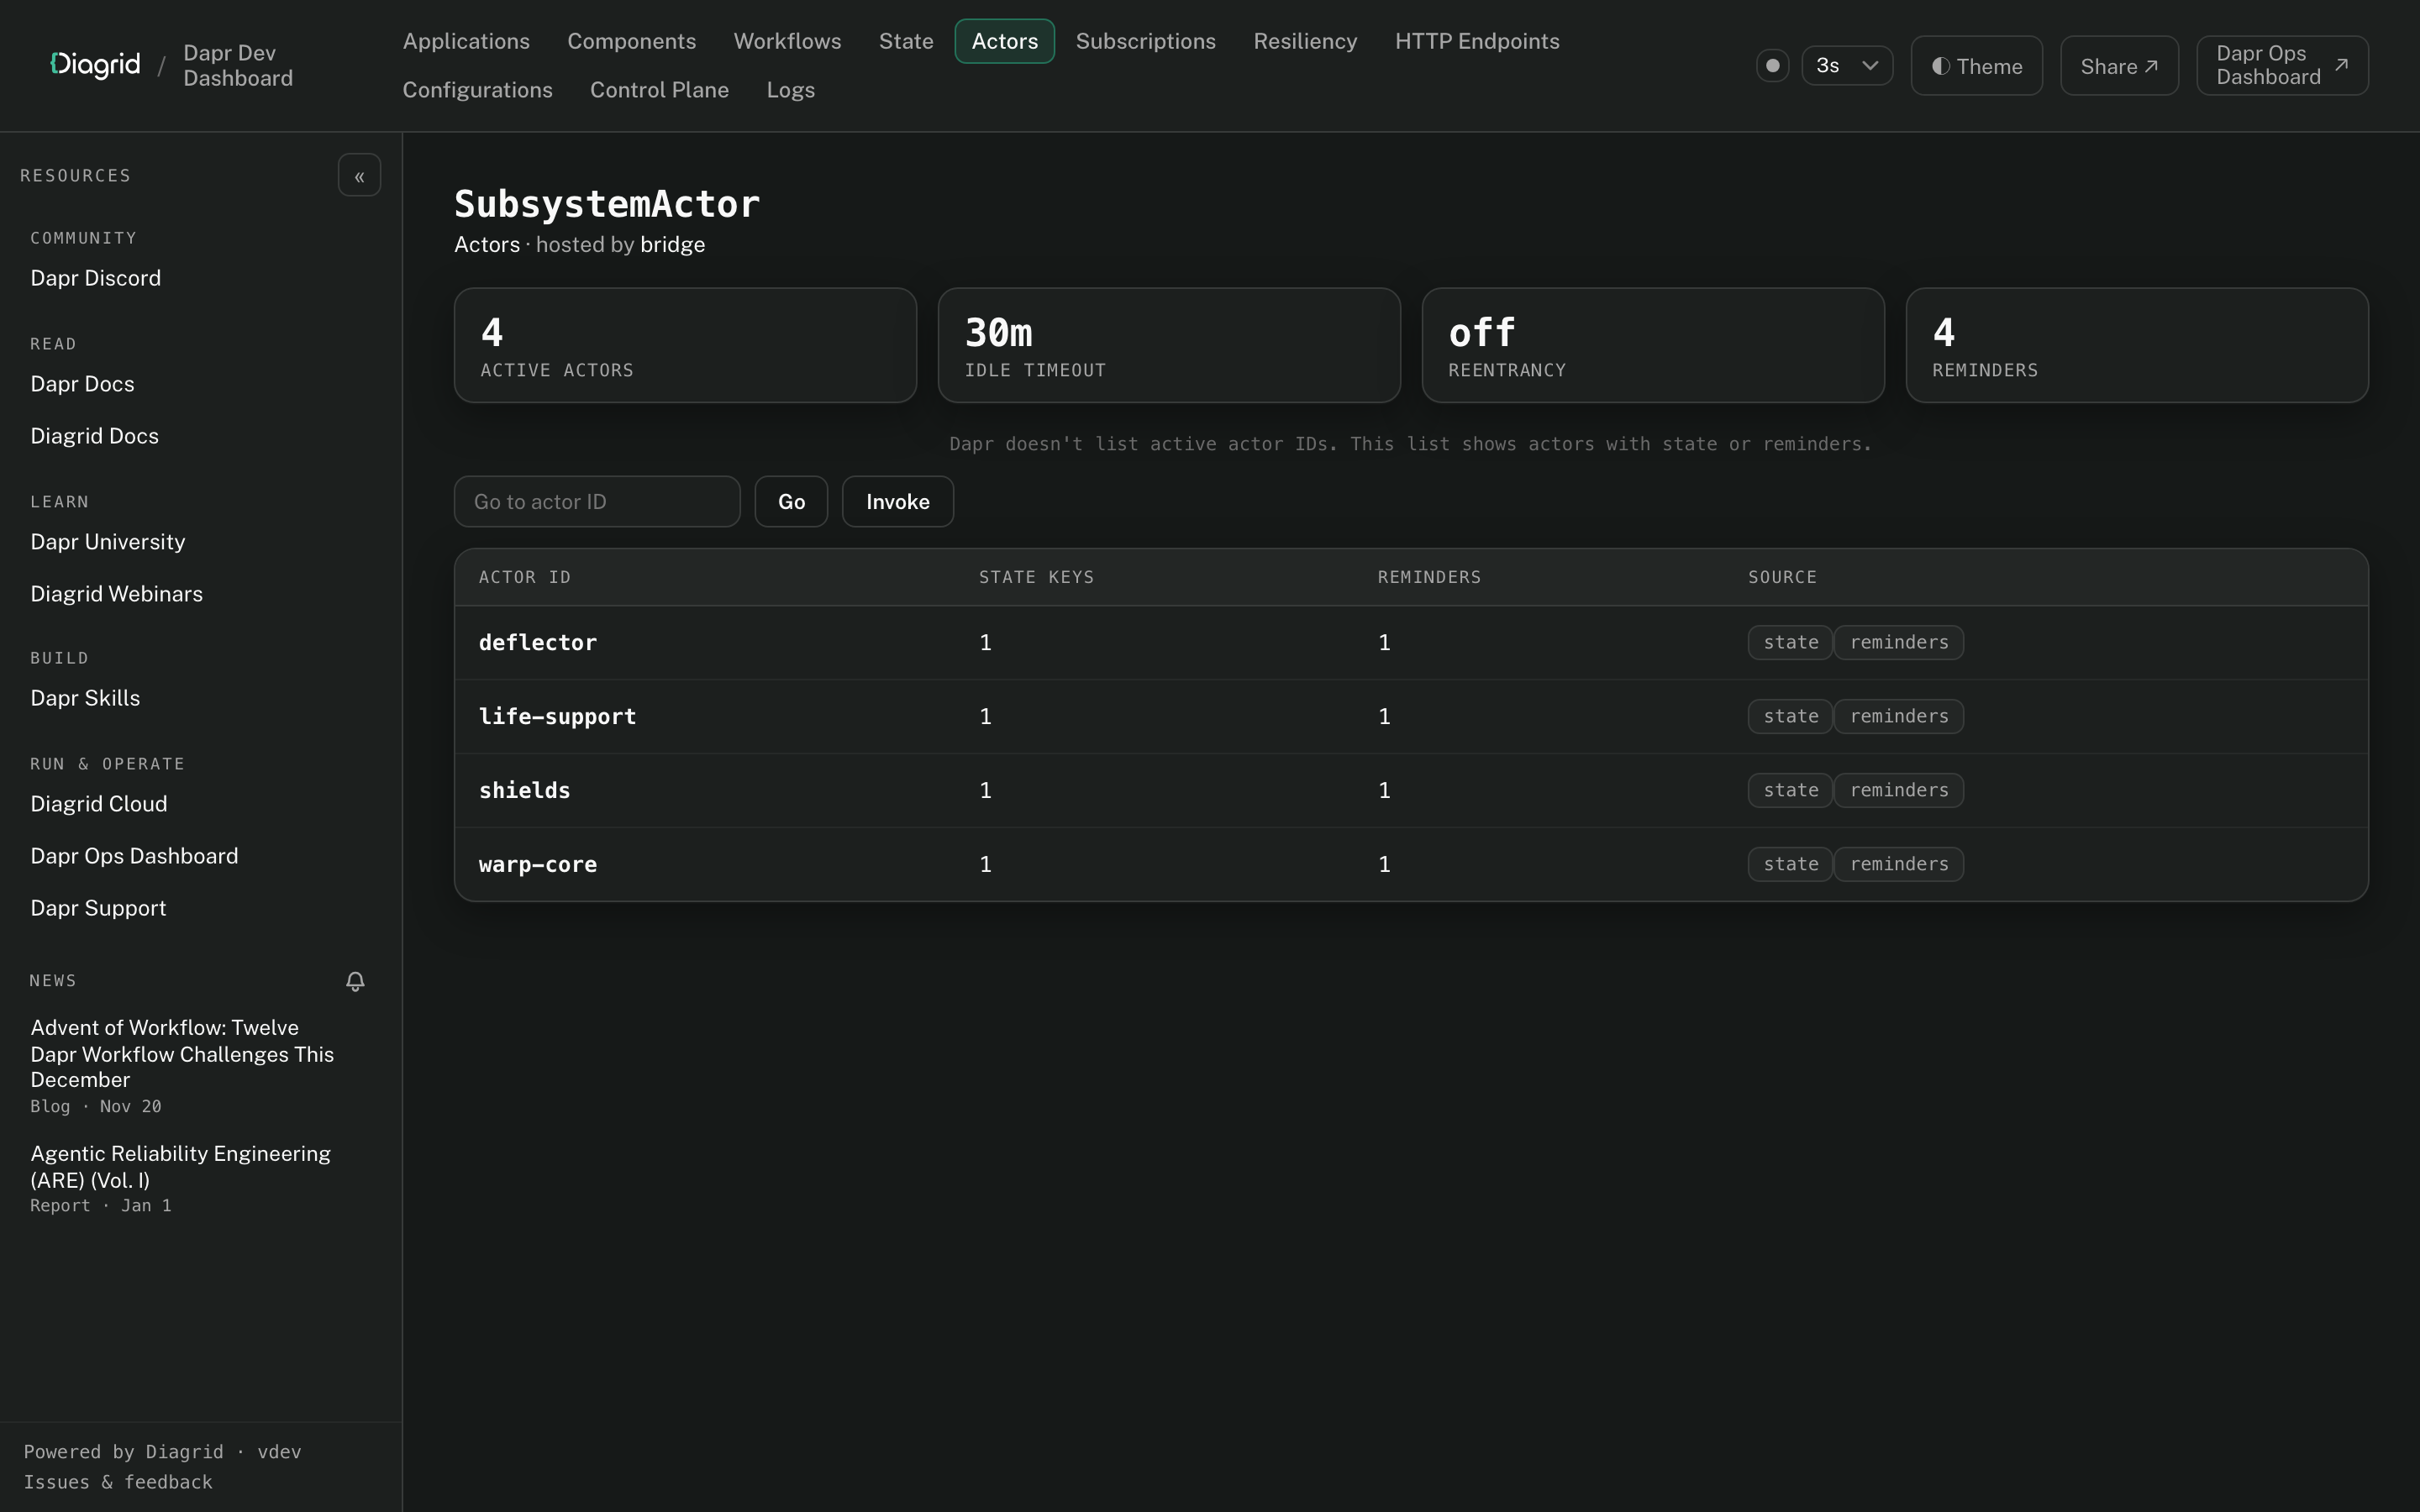 Diagrid / Dapr Dev Dashboard
Applications Components Workflows State Actors Subscriptions Resiliency HTTP Endpoints
Configurations Control Plane Logs
3s Theme Share ↗ Dapr Ops Dashboard ↗
RESOURCES «
COMMUNITY
Dapr Discord
READ
Dapr Docs
Diagrid Docs
LEARN
Dapr University
Diagrid Webinars
BUILD
Dapr Skills
RUN & OPERATE
Diagrid Cloud
Dapr Ops Dashboard
Dapr Support
NEWS
Advent of Workflow: Twelve
Dapr Workflow Challenges This
December
Blog · Nov 20
Agentic Reliability Engineering
(ARE) (Vol. I)
Report · Jan 1
Powered by Diagrid · vdev
Issues & feedback
SubsystemActor
Actors · hosted by bridge
4
ACTIVE ACTORS
30m
IDLE TIMEOUT
off
REENTRANCY
4
REMINDERS
Dapr doesn't list active actor IDs. This list shows actors with state or reminders.
Go to actor ID Go Invoke
ACTOR ID STATE KEYS REMINDERS SOURCE
deflector 1 1 state reminders
life-support 1 1 state reminders
shields 1 1 state reminders
warp-core 1 1 state reminders